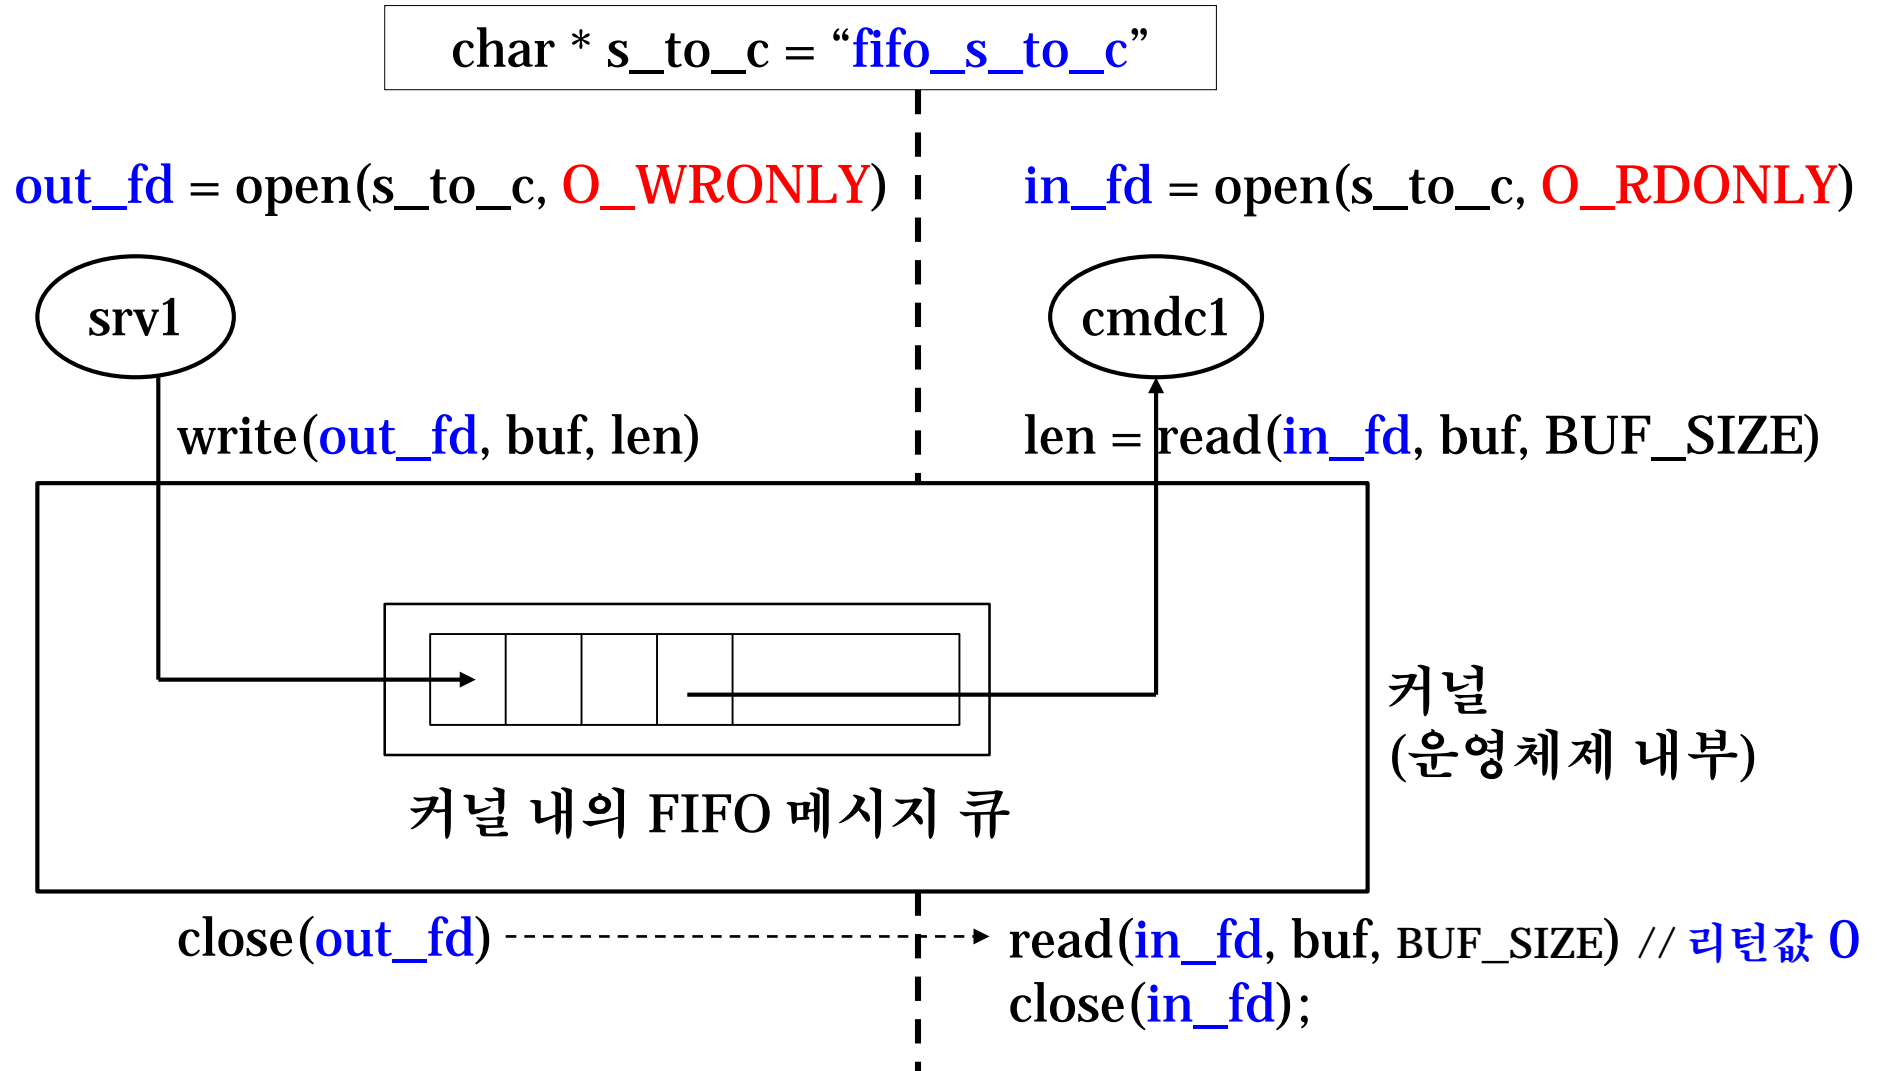 char * s_to_c = “fifo_s_to_c”
out_fd = open(s_to_c, O_WRONLY)
in_fd = open(s_to_c, O_RDONLY)
srv1
cmdc1
write(out_fd, buf, len)
len = read(in_fd, buf, BUF_SIZE)
커널
(운영체제 내부)
커널 내의 FIFO 메시지 큐
close(out_fd)
read(in_fd, buf, BUF_SIZE) // 리턴값 0
close(in_fd);